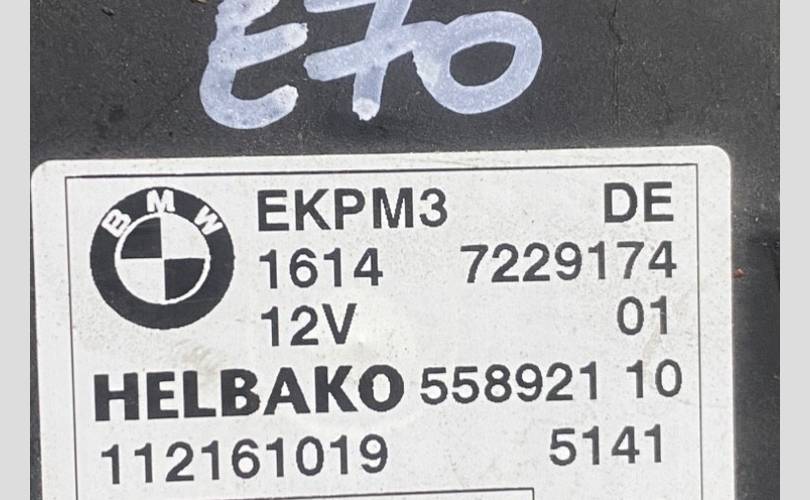 E70
BMW
EKPM3 DE
1614 7229174
12V 01
HELBAKO 558921 10
112161019 5141